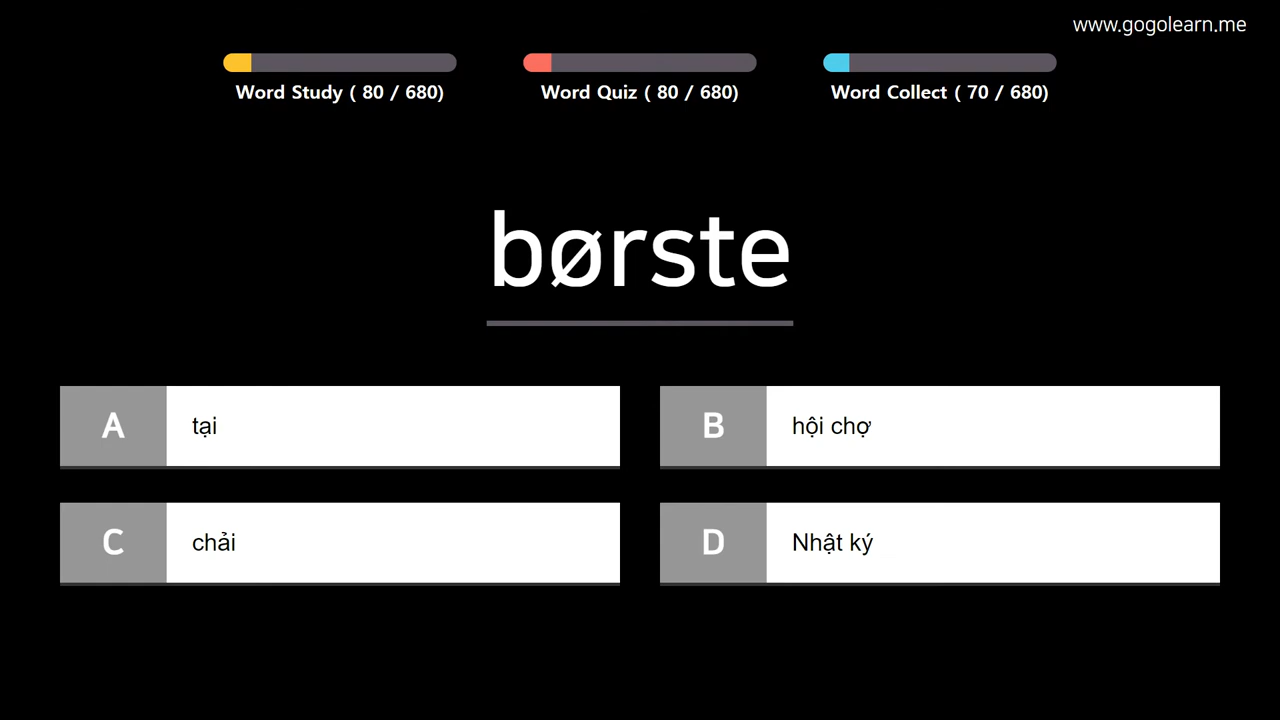 www.gogolearn.me
Word Study ( 80 / 680)
Word Quiz ( 80 / 680)
Word Collect ( 70 / 680)
børste
A tại
B hội chợ
C chải
D Nhật ký